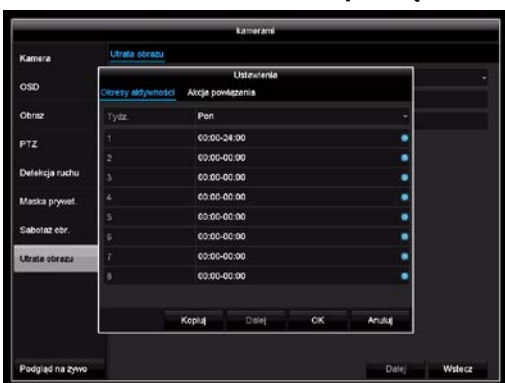 kamerami
Kamera
Utrata obrazu
OSD
Obraz
PTZ
Detekcja ruchu
Maska prywat.
Sabotaż obr.
Utrata obrazu
Ustawienia
Okresy aktywności Akcja powiązania
Tydz. Pon
1 00:00-24:00
2 00:00-00:00
3 00:00-00:00
4 00:00-00:00
5 00:00-00:00
6 00:00-00:00
7 00:00-00:00
8 00:00-00:00
Kopiuj Dalej OK Anuluj
Podgląd na żywo Dalej Wstecz